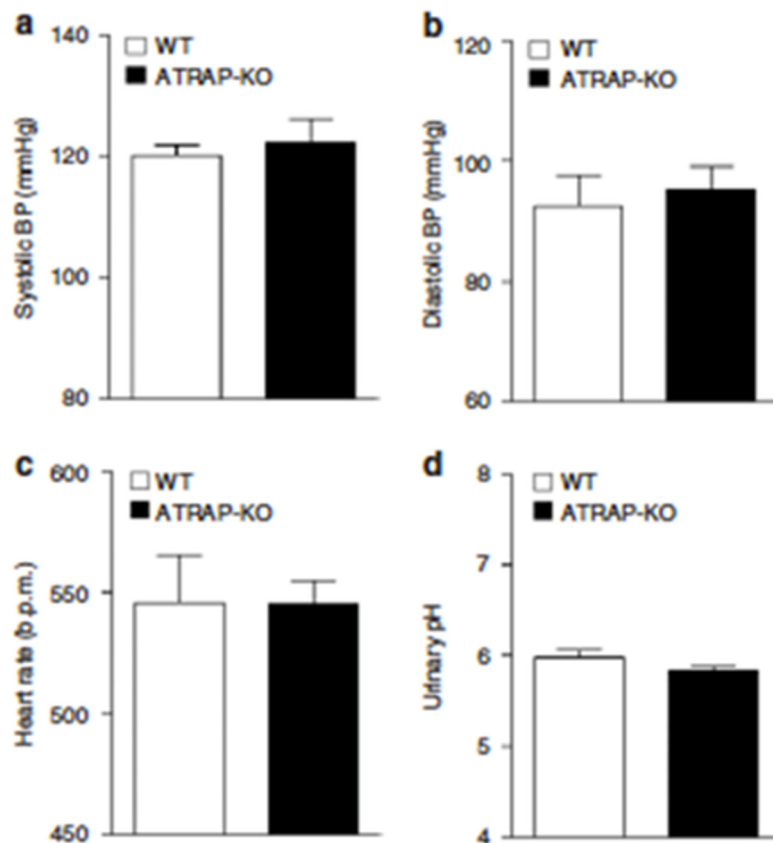 a
140
120
100
80
Systolic BP (mmHg)
WT
ATRAP-KO
b
120
100
80
60
Diastolic BP (mmHg)
WT
ATRAP-KO
c
600
550
500
450
Heart rate (b.p.m.)
WT
ATRAP-KO
d
8
7
6
5
4
Urinary pH
WT
ATRAP-KO